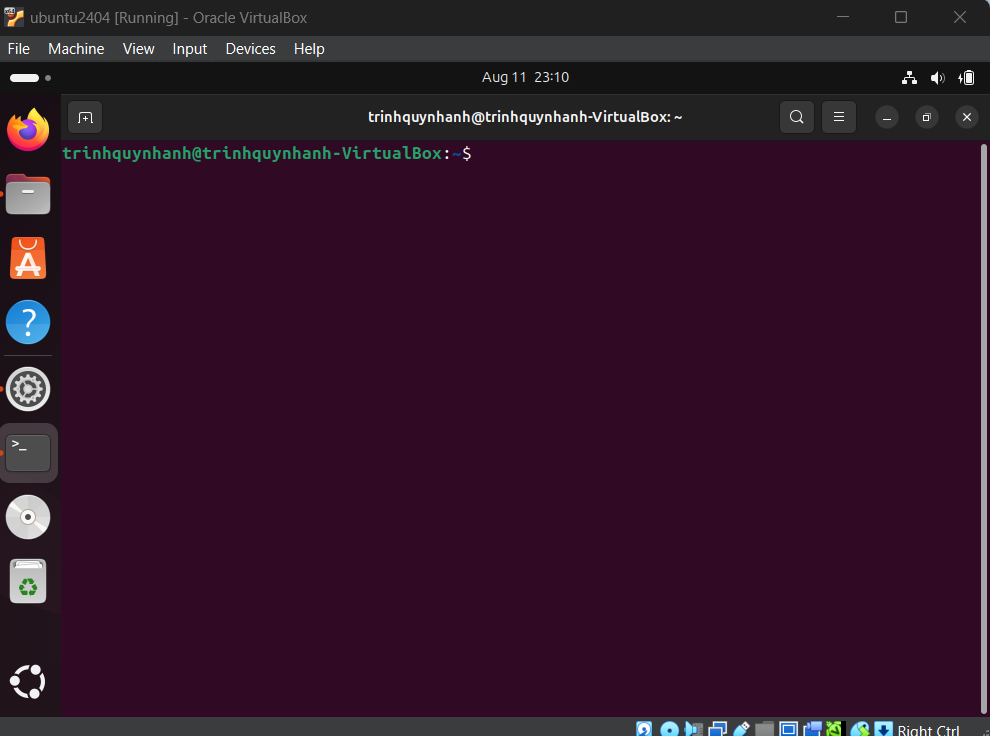 ubuntu2404 [Running] - Oracle VirtualBox
File Machine View Input Devices Help
Aug 11 23:10
trinhquynhanh@trinhquynhanh-VirtualBox: ~
trinhquynhanh@trinhquynhanh-VirtualBox:~$
>_
Right Ctrl